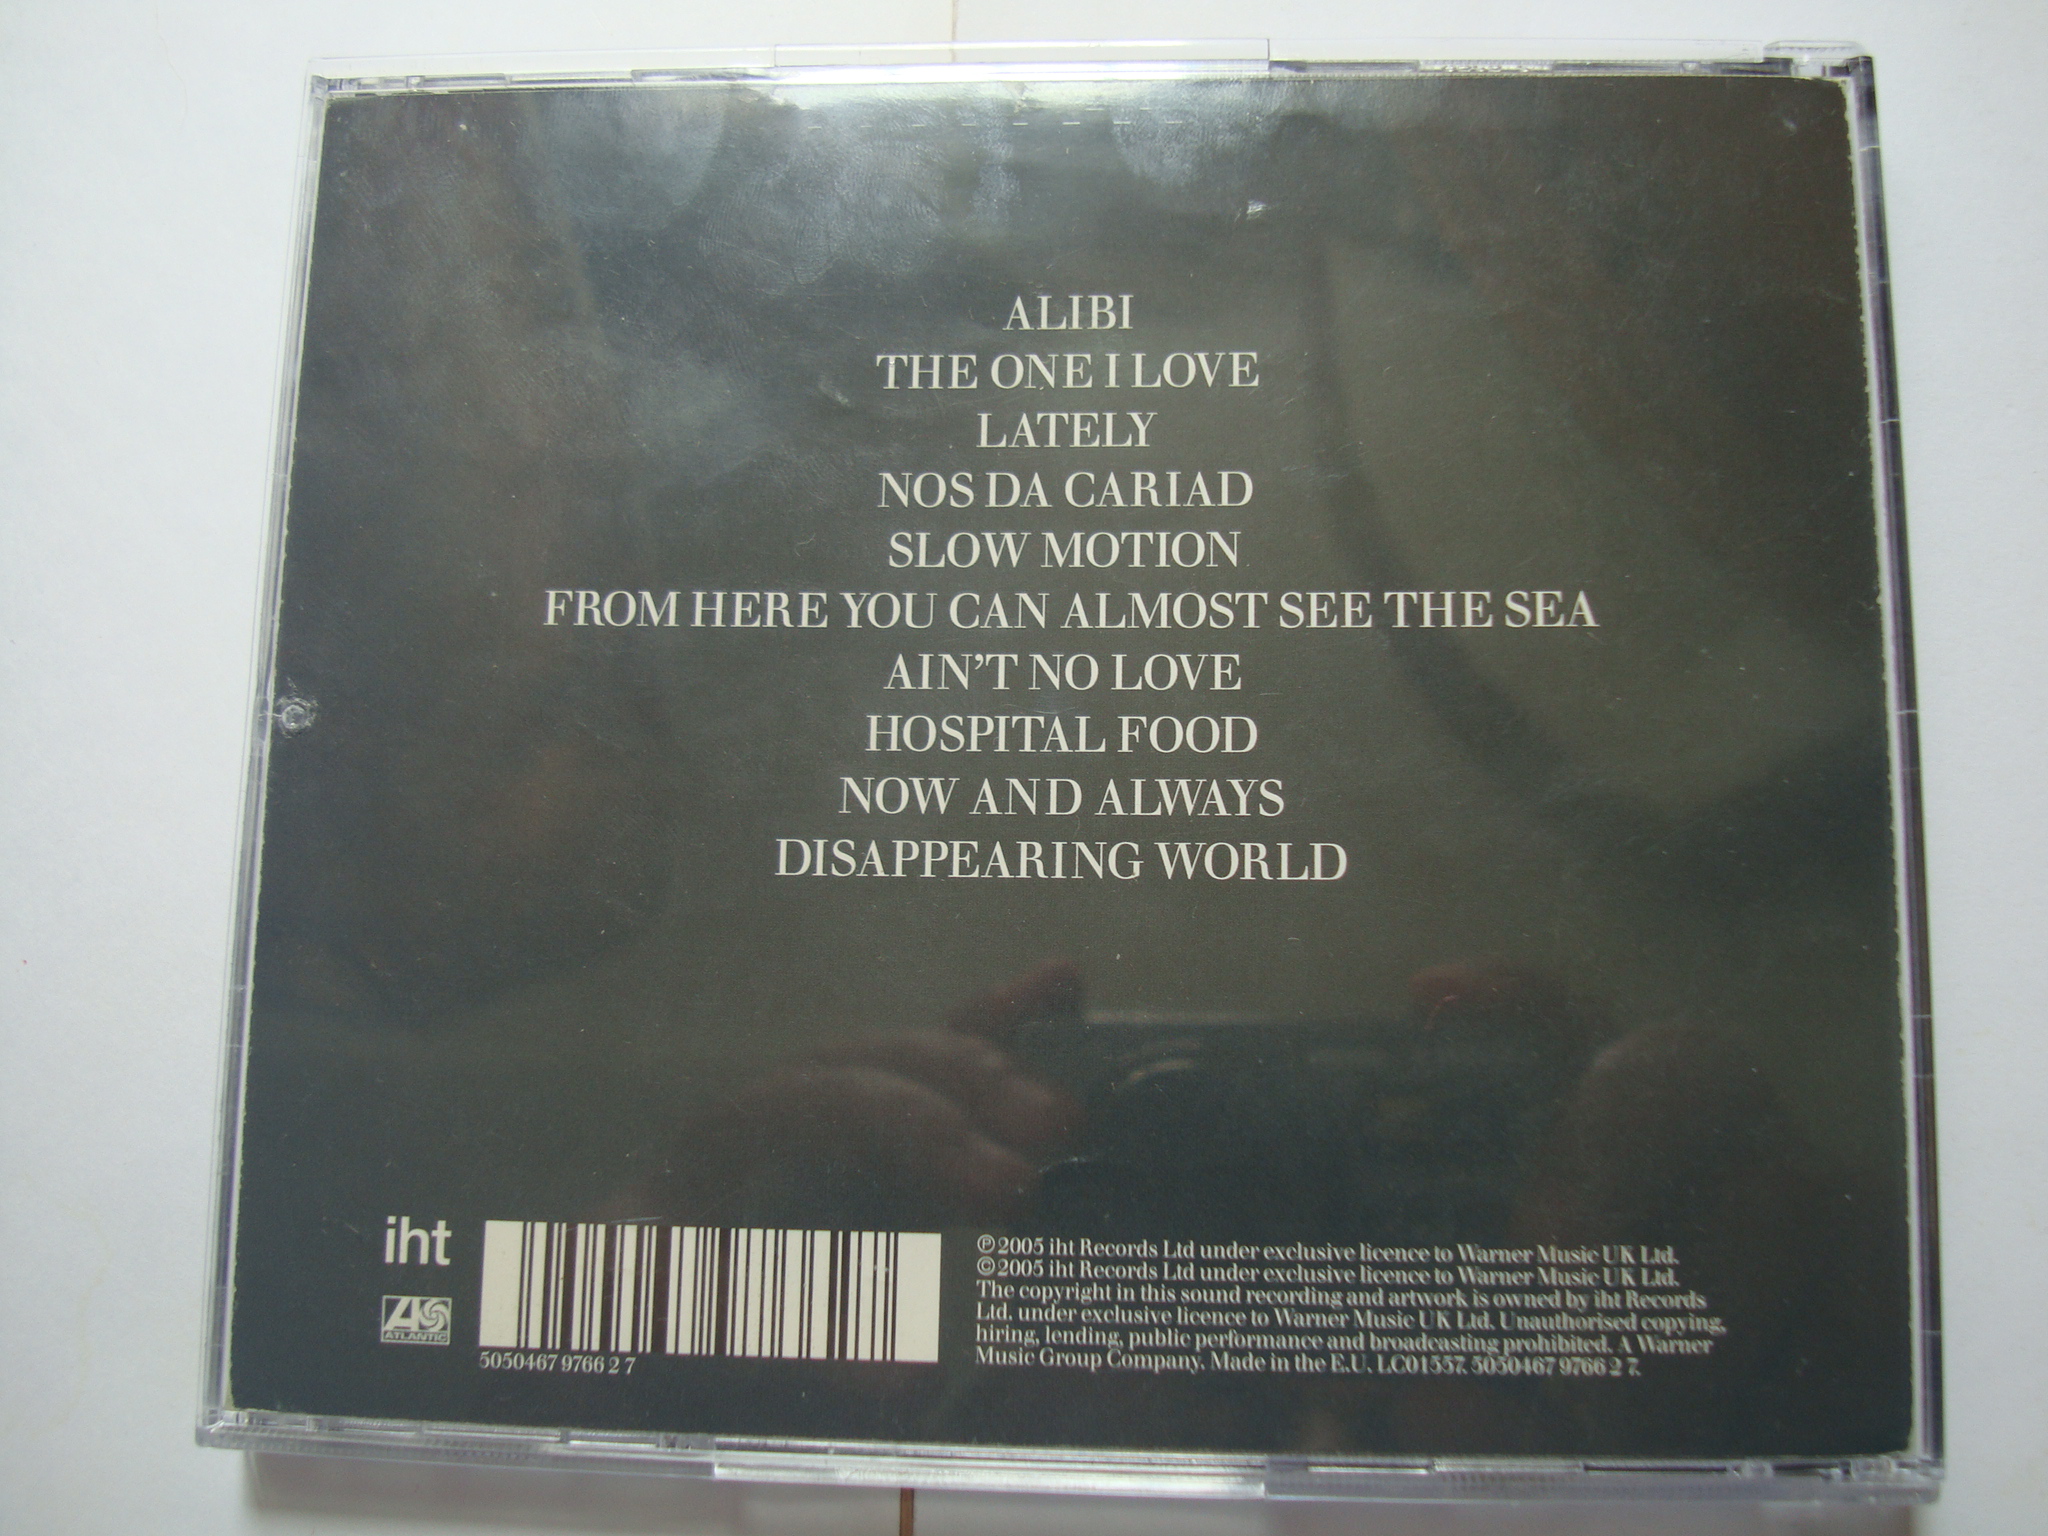 ALIBI
THE ONE I LOVE
LATELY
NOS DA CARIAD
SLOW MOTION
FROM HERE YOU CAN ALMOST SEE THE SEA
AIN'T NO LOVE
HOSPITAL FOOD
NOW AND ALWAYS
DISAPPEARING WORLD
iht
ATLANTIC
5050467 9766 2 7
℗ 2005 iht Records Ltd under exclusive licence to Warner Music UK Ltd.
© 2005 iht Records Ltd under exclusive licence to Warner Music UK Ltd.
The copyright in this sound recording and artwork is owned by iht Records
Ltd. under exclusive licence to Warner Music UK Ltd. Unauthorised copying,
hiring, lending, public performance and broadcasting prohibited. A Warner
Music Group Company. Made in the E.U. LC01557. 5050467 9766 2 7.